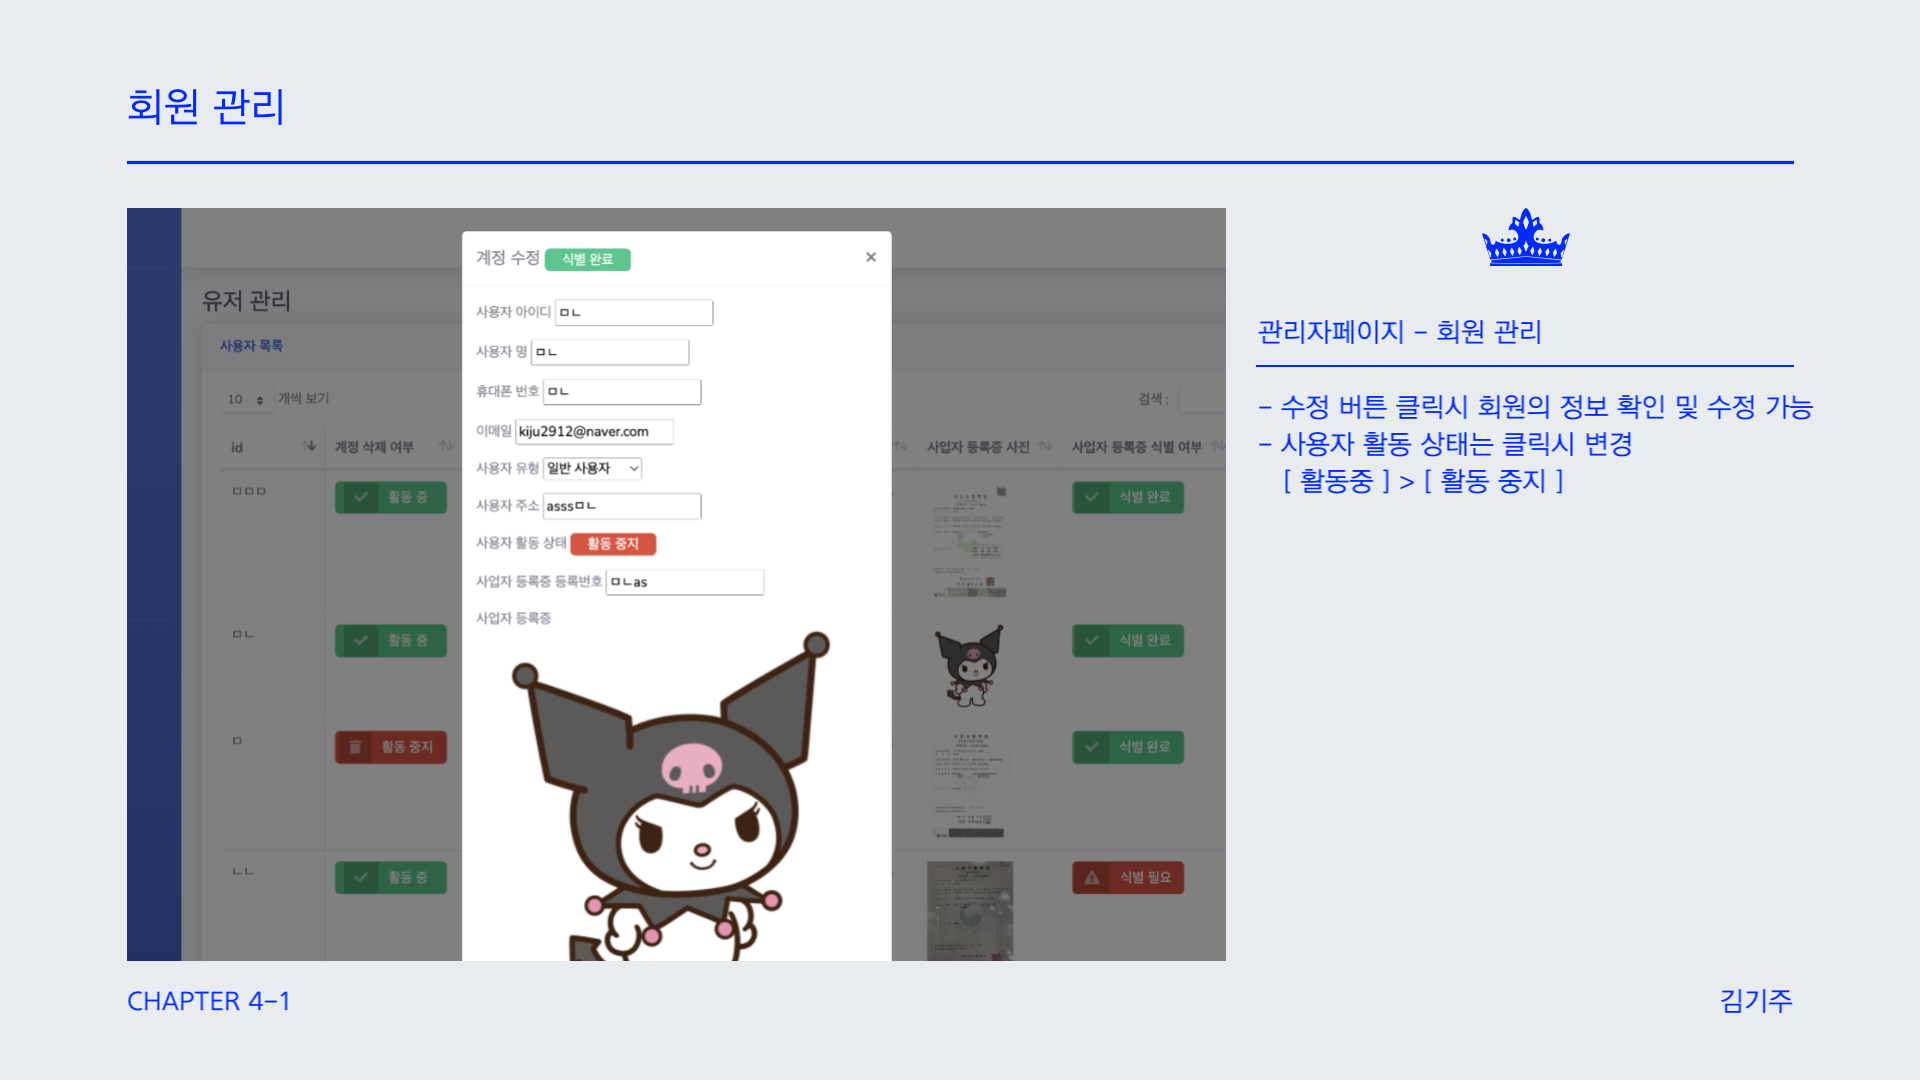 회원 관리
관리자페이지 - 회원 관리
- 수정 버튼 클릭시 회원의 정보 확인 및 수정 가능
- 사용자 활동 상태는 클릭시 변경
[ 활동중 ] > [ 활동 중지 ]
유저 관리
사용자 목록
10 개씩 보기
검색 :
id 계정 삭제 여부 사업자 등록증 사진 사업자 등록증 식별 여부
ㅁㅁㅁ 활동 중 식별 완료
ㅁㄴ 활동 중 식별 완료
ㅁ 활동 중지 식별 완료
ㄴㄴ 활동 중 식별 필요
계정 수정 식별 완료 ×
사용자 아이디 ㅁㄴ
사용자 명 ㅁㄴ
휴대폰 번호 ㅁㄴ
이메일 kiju2912@naver.com
사용자 유형 일반 사용자
사용자 주소 asssㅁㄴ
사용자 활동 상태 활동 중지
사업자 등록증 등록번호 ㅁㄴas
사업자 등록증
CHAPTER 4-1
김기주